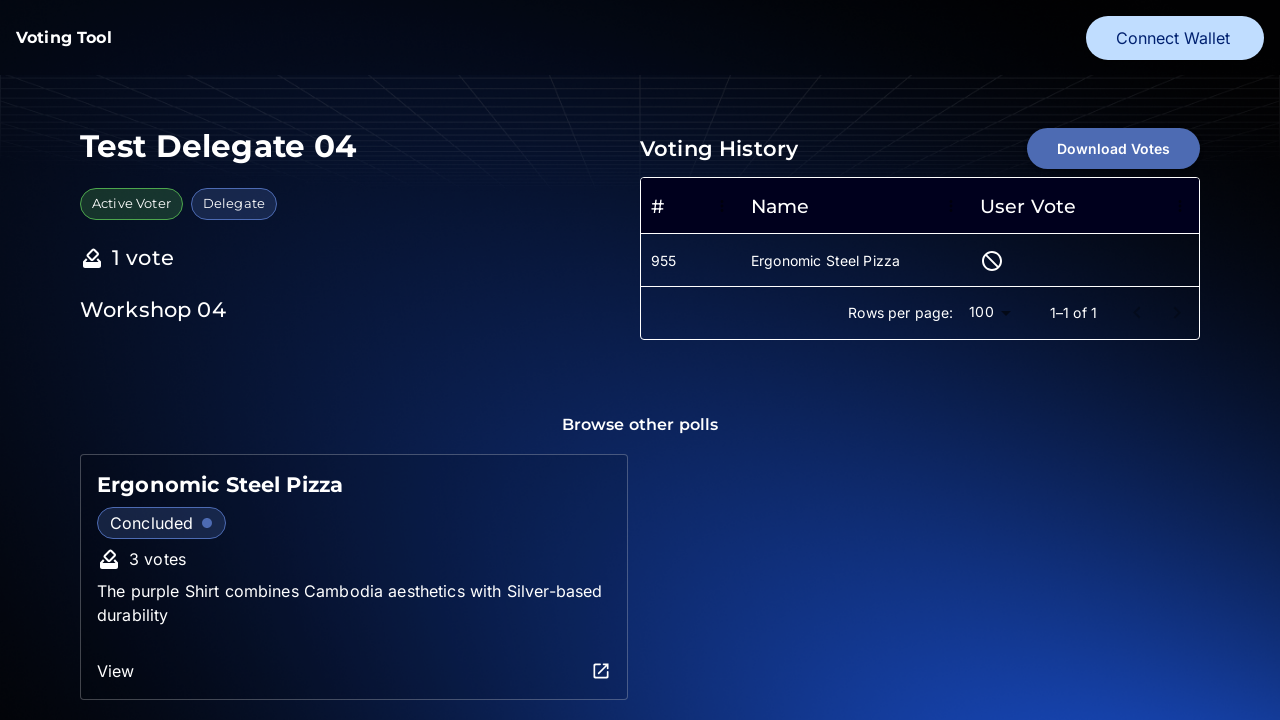 Voting Tool
Connect Wallet
Test Delegate 04
Active Voter
Delegate
1 vote
Workshop 04
Voting History
Download Votes
# Name User Vote
955 Ergonomic Steel Pizza
Rows per page: 100 1–1 of 1
Browse other polls
Ergonomic Steel Pizza
Concluded
3 votes
The purple Shirt combines Cambodia aesthetics with Silver-based
durability
View